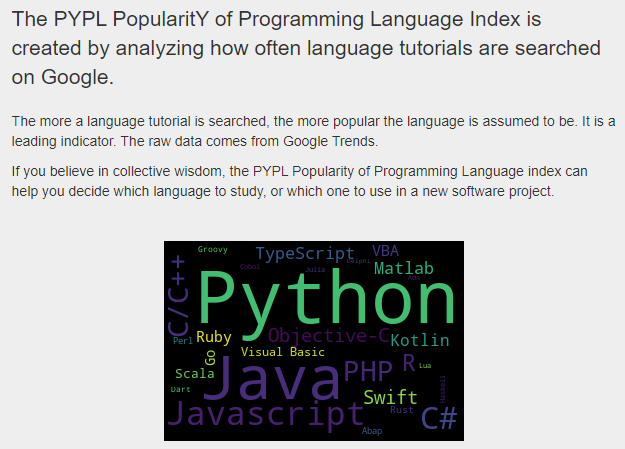 The PYPL PopularitY of Programming Language Index is
created by analyzing how often language tutorials are searched
on Google.
The more a language tutorial is searched, the more popular the language is assumed to be. It is a
leading indicator. The raw data comes from Google Trends.
If you believe in collective wisdom, the PYPL Popularity of Programming Language index can
help you decide which language to study, or which one to use in a new software project.
Groovy
TypeScript
VBA
Delphi
Cobol
Julia
Matlab
Ada
C/C++
Python
Perl
Ruby
Objective-C
Kotlin
Go
Visual Basic
Scala
Java
PHP
R
Lua
Dart
Swift
Haskell
Javascript
Rust
C#
Abap